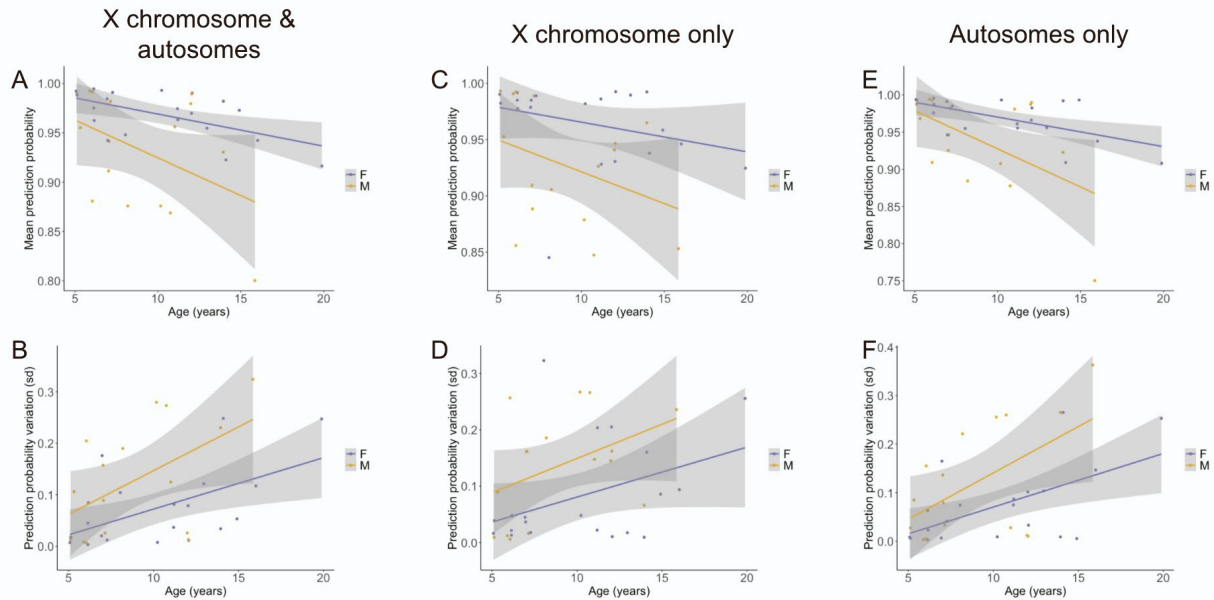 X chromosome &
autosomes
X chromosome only
Autosomes only
A
Mean prediction probability
1.00
0.95
0.90
0.85
0.80
5
10
15
20
Age (years)
F
M
C
Mean prediction probability
1.00
0.95
0.90
0.85
5
10
15
20
Age (years)
F
M
E
Mean prediction probability
1.00
0.95
0.90
0.85
0.80
0.75
5
10
15
20
Age (years)
F
M
B
Prediction probability variation (sd)
0.3
0.2
0.1
0.0
5
10
15
20
Age (years)
F
M
D
Prediction probability variation (sd)
0.3
0.2
0.1
0.0
5
10
15
20
Age (years)
F
M
F
Prediction probability variation (sd)
0.4
0.3
0.2
0.1
0.0
5
10
15
20
Age (years)
F
M